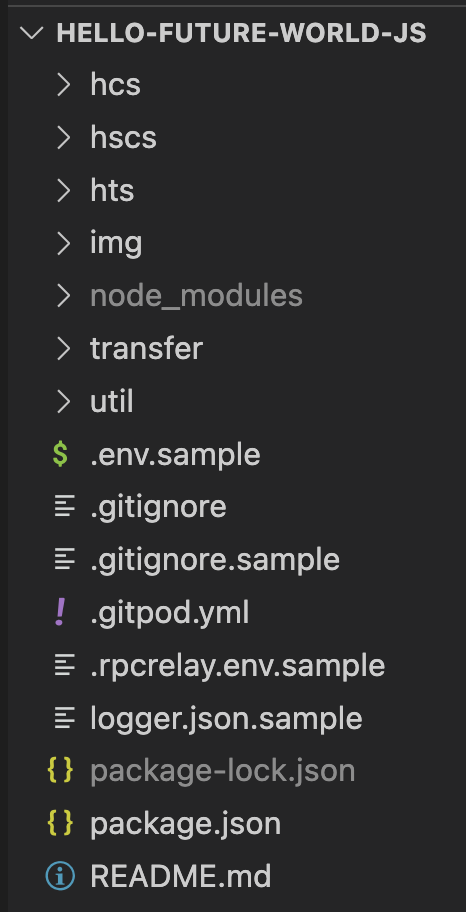 HELLO-FUTURE-WORLD-JS
hcs
hscs
hts
img
node_modules
transfer
util
$ .env.sample
.gitignore
.gitignore.sample
! .gitpod.yml
.rpcrelay.env.sample
logger.json.sample
{} package-lock.json
{} package.json
README.md